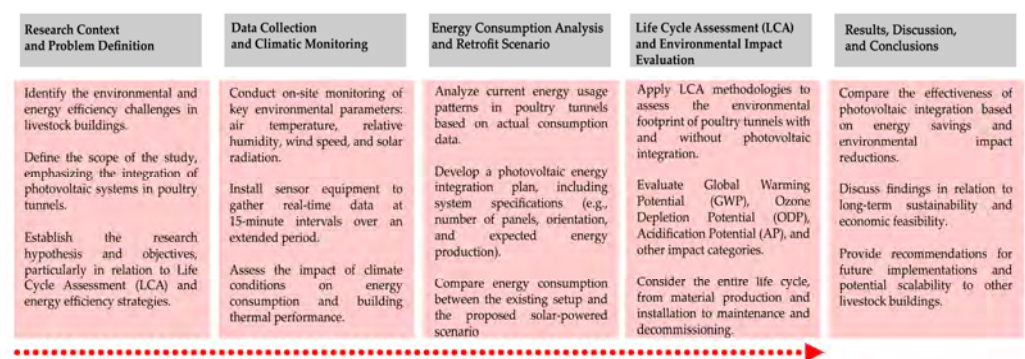 Research Context
and Problem Definition
Identify the environmental and
energy efficiency challenges in
livestock buildings.
Define the scope of the study,
emphasizing the integration of
photovoltaic systems in poultry
tunnels.
Establish the research
hypothesis and objectives,
particularly in relation to Life
Cycle Assessment (LCA) and
energy efficiency strategies.
Data Collection
and Climatic Monitoring
Conduct on-site monitoring of
key environmental parameters:
air temperature, relative
humidity, wind speed, and solar
radiation.
Install sensor equipment to
gather real-time data at
15-minute intervals over an
extended period.
Assess the impact of climate
conditions on energy
consumption and building
thermal performance.
Energy Consumption Analysis
and Retrofit Scenario
Analyze current energy usage
patterns in poultry tunnels
based on actual consumption
data.
Develop a photovoltaic energy
integration plan, including
system specifications (e.g.,
number of panels, orientation,
and expected energy
production).
Compare energy consumption
between the existing setup and
the proposed solar-powered
scenario
Life Cycle Assessment (LCA)
and Environmental Impact
Evaluation
Apply LCA methodologies to
assess the environmental
footprint of poultry tunnels with
and without photovoltaic
integration.
Evaluate Global Warming
Potential (GWP), Ozone
Depletion Potential (ODP),
Acidification Potential (AP), and
other impact categories.
Consider the entire life cycle,
from material production and
installation to maintenance and
decommissioning.
Results, Discussion,
and Conclusions
Compare the effectiveness of
photovoltaic integration based
on energy savings and
environmental impact
reductions.
Discuss findings in relation to
long-term sustainability and
economic feasibility.
Provide recommendations for
future implementations and
potential scalability to other
livestock buildings.